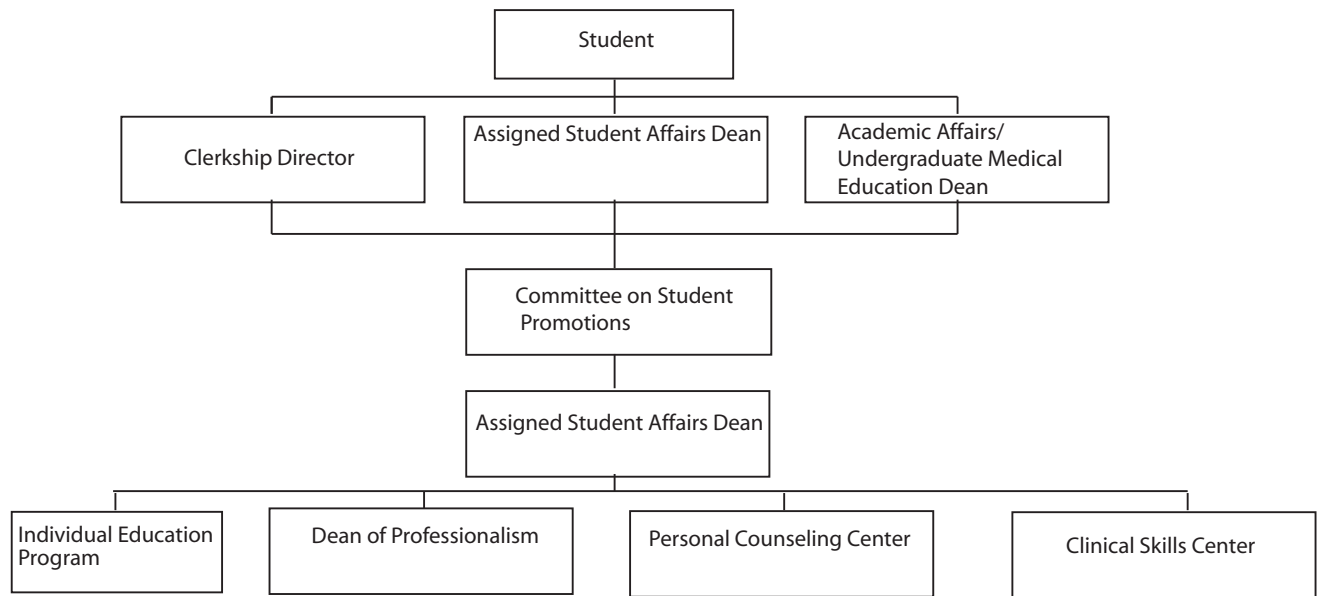 Student
Clerkship Director
Assigned Student Affairs Dean
Academic Affairs/
Undergraduate Medical
Education Dean
Committee on Student
Promotions
Assigned Student Affairs Dean
Individual Education
Program
Dean of Professionalism
Personal Counseling Center
Clinical Skills Center